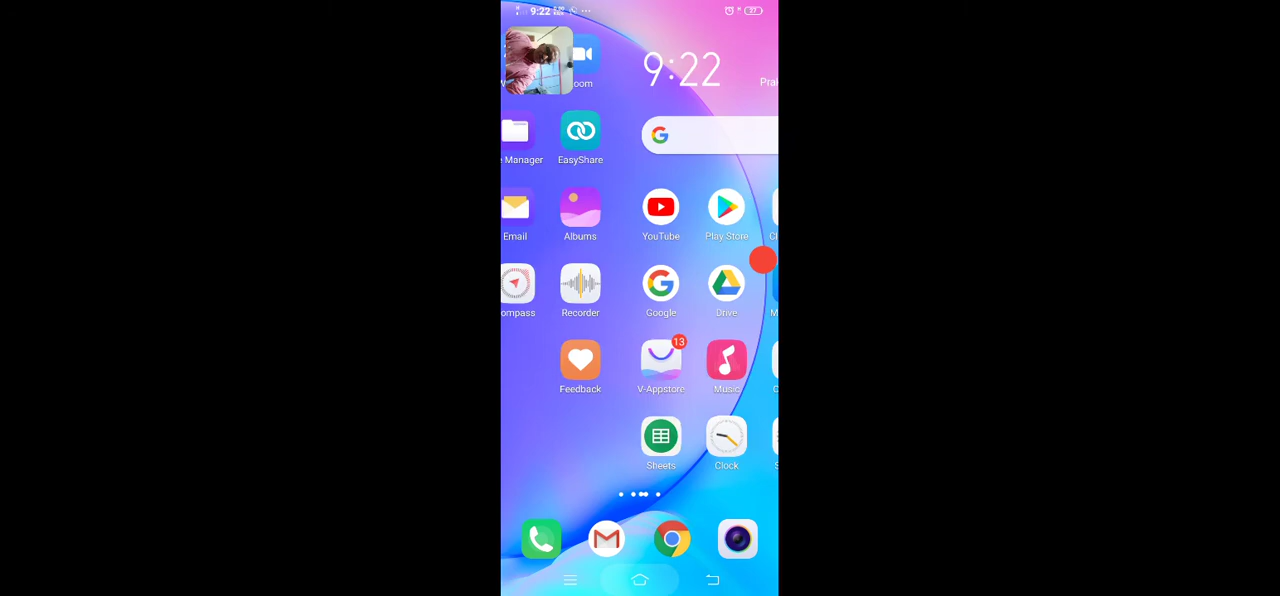 9:22
27
oom
9:22
Manager
EasyShare
Email
Albums
YouTube
Play Store
ompass
Recorder
Google
Drive
13
Feedback
V-Appstore
Music
Sheets
Clock